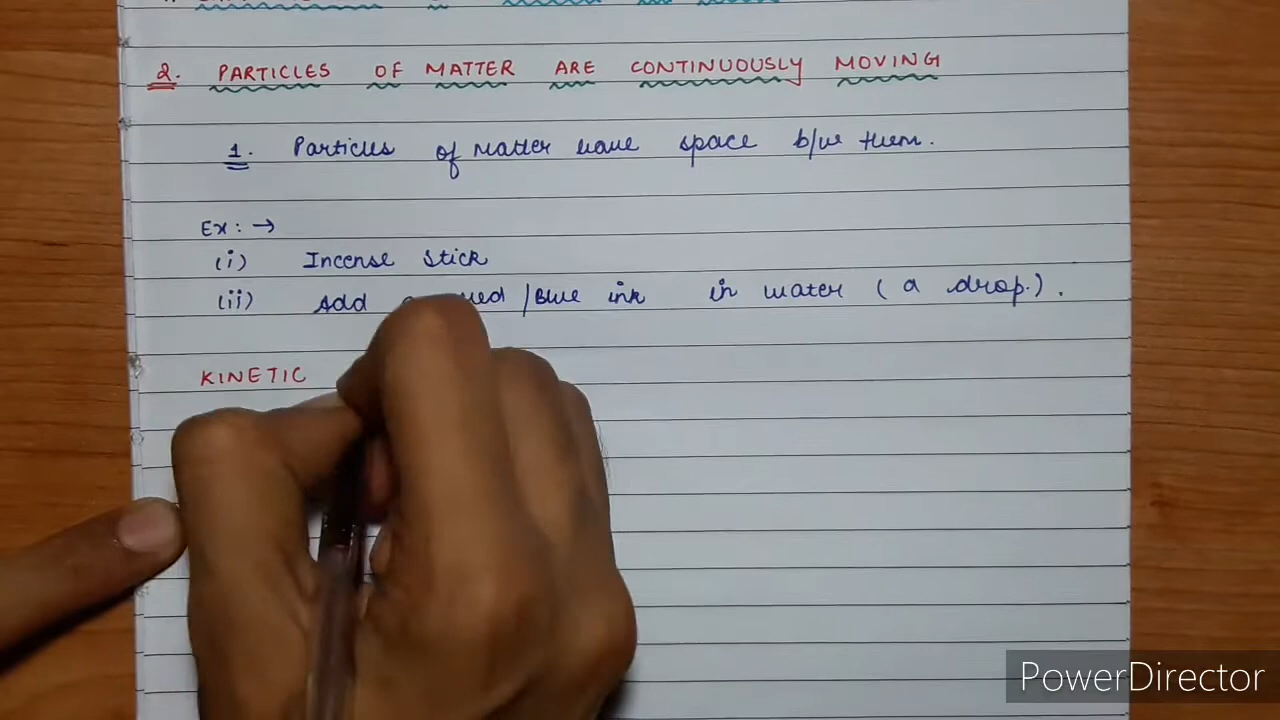 2. PARTICLES OF MATTER ARE CONTINUOUSLY MOVING
1. Particles of Matter have space b/w them.
Ex: →
(i) Incense stick
(ii) Add /Blue ink in water (a drop.).
KINETIC
PowerDirector